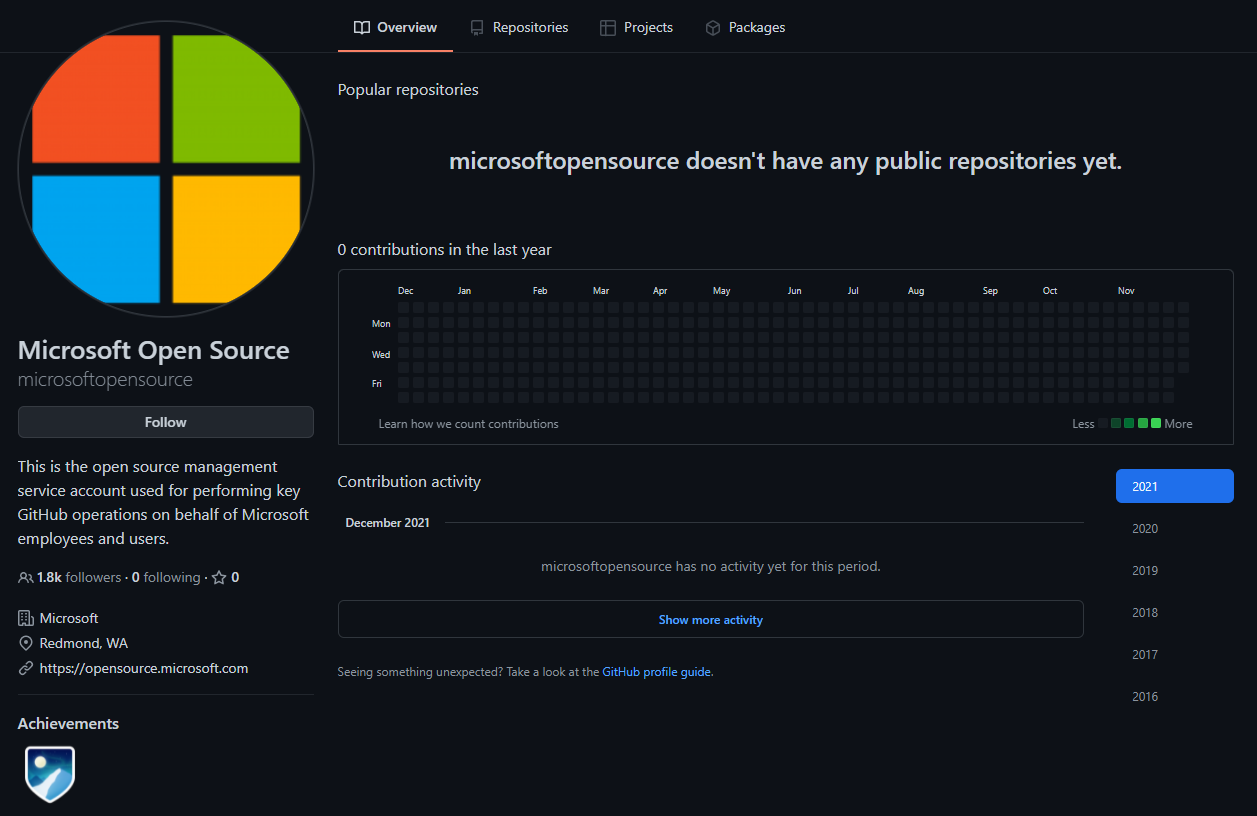 Overview
Repositories
Projects
Packages
Popular repositories
microsoftopensource doesn't have any public repositories yet.
0 contributions in the last year
Dec Jan Feb Mar Apr May Jun Jul Aug Sep Oct Nov
Mon
Wed
Fri
Learn how we count contributions
Less More
Microsoft Open Source
microsoftopensource
Follow
This is the open source management
service account used for performing key
GitHub operations on behalf of Microsoft
employees and users.
1.8k followers · 0 following · 0
Microsoft
Redmond, WA
https://opensource.microsoft.com
Achievements
Contribution activity
December 2021
microsoftopensource has no activity yet for this period.
Show more activity
Seeing something unexpected? Take a look at the GitHub profile guide.
2021
2020
2019
2018
2017
2016